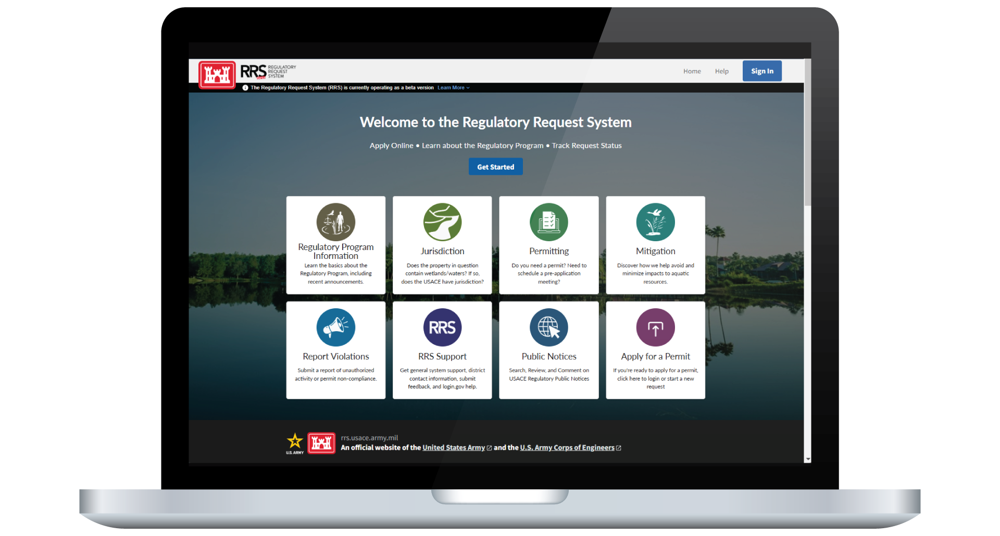 RRS REGULATORY
REQUEST
SYSTEM
BETA
Home Help Sign In
The Regulatory Request System (RRS) is currently operating as a beta version Learn More
Welcome to the Regulatory Request System
Apply Online • Learn about the Regulatory Program • Track Request Status
Get Started
Regulatory Program
Information
Learn the basics about the
Regulatory Program, including
recent announcements.
Jurisdiction
Does the property in question
contain wetlands/waters? If so,
does the USACE have jurisdiction?
Permitting
Do you need a permit? Need to
schedule a pre-application
meeting?
Mitigation
Discover how we help avoid and
minimize impacts to aquatic
resources.
Report Violations
Submit a report of unauthorized
activity or permit non-compliance.
RRS
RRS Support
Get general system support, district
contact information, submit
feedback, and login.gov help.
Public Notices
Search, Review, and Comment on
USACE Regulatory Public Notices
Apply for a Permit
If you're ready to apply for a permit,
click here to login or start a new
request
U.S. ARMY
rrs.usace.army.mil
An official website of the United States Army and the U.S. Army Corps of Engineers